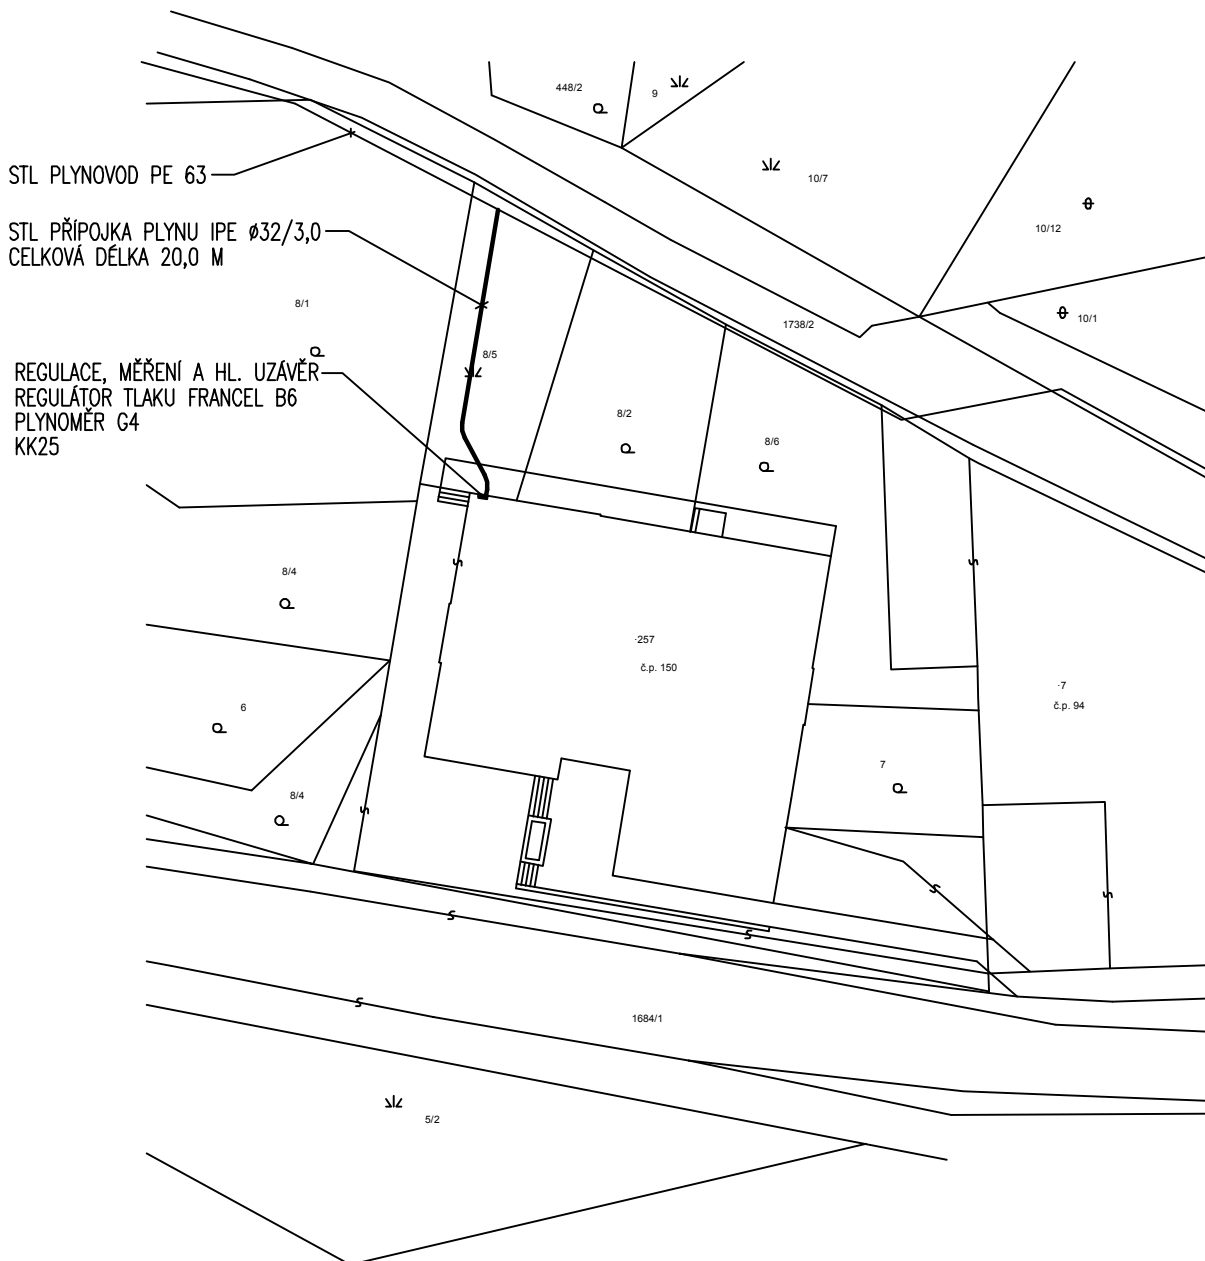 448/2
9
STL PLYNOVOD PE 63
10/7
STL PŘÍPOJKA PLYNU IPE ø32/3,0
CELKOVÁ DÉLKA 20,0 M
10/12
8/1
10/1
1738/2
8/5
REGULACE, MĚŘENÍ A HL. UZÁVĚR
REGULÁTOR TLAKU FRANCEL B6
PLYNOMĚR G4
KK25
8/2
8/6
8/4
·257
č.p. 150
·7
č.p. 94
6
7
8/4
1684/1
5/2